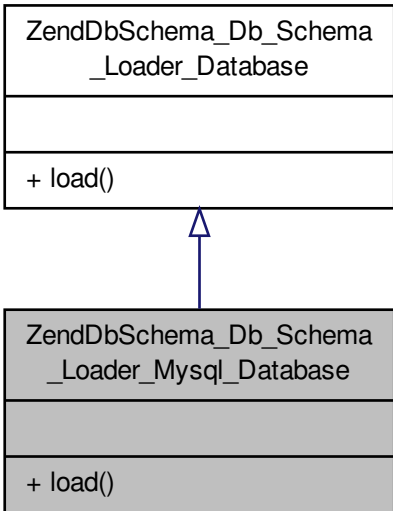 ZendDbSchema_Db_Schema
_Loader_Database
+ load()
ZendDbSchema_Db_Schema
_Loader_Mysql_Database
+ load()